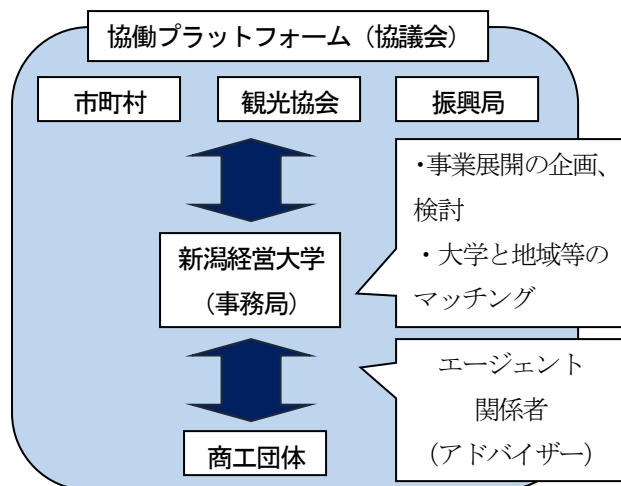 協働プラットフォーム（協議会）
市町村
観光協会
振興局
・事業展開の企画、
検討
・大学と地域等の
マッチング
新潟経営大学
（事務局）
エージェント
関係者
（アドバイザー）
商工団体